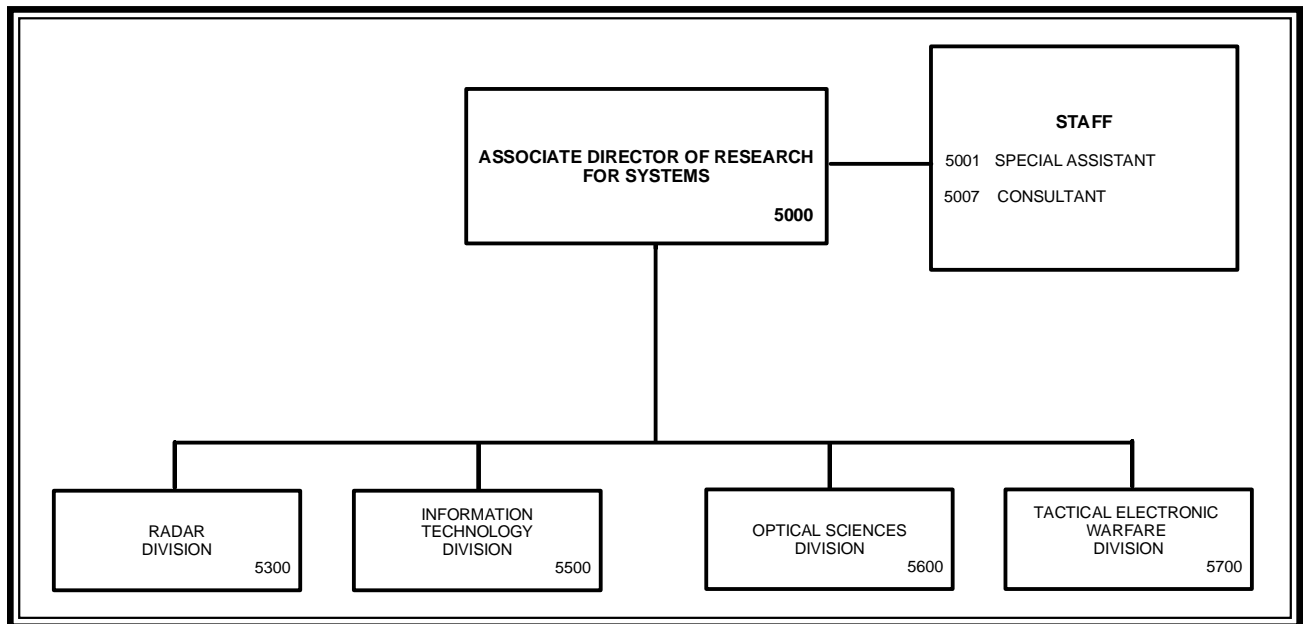 ASSOCIATE DIRECTOR OF RESEARCH
FOR SYSTEMS
5000
STAFF
5001 SPECIAL ASSISTANT
5007 CONSULTANT
RADAR
DIVISION
5300
INFORMATION
TECHNOLOGY
DIVISION
5500
OPTICAL SCIENCES
DIVISION
5600
TACTICAL ELECTRONIC
WARFARE
DIVISION
5700